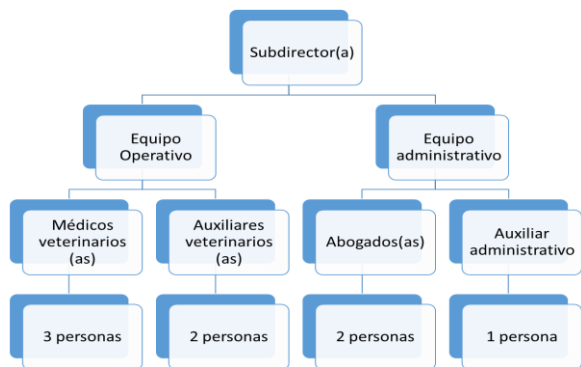 Subdirector(a)
Equipo
Operativo
Equipo
administrativo
Médicos
veterinarios
(as)
Auxiliares
veterinarios
(as)
Abogados(as)
Auxiliar
administrativo
3 personas
2 personas
2 personas
1 persona